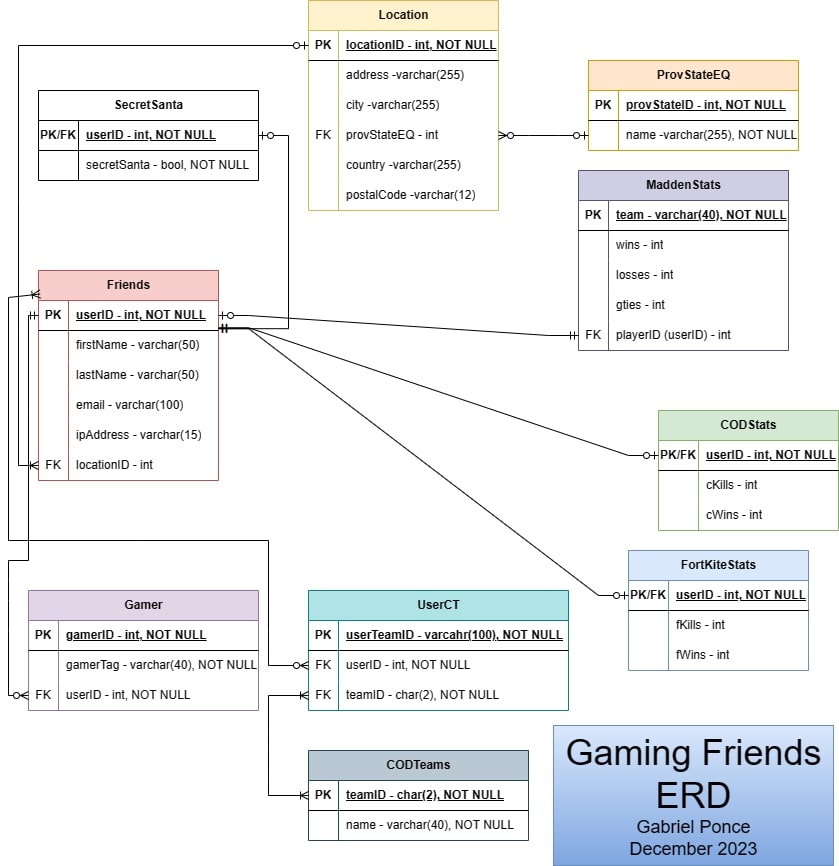 Location
PK locationID - int, NOT NULL
address -varchar(255)
city -varchar(255)
FK provStateEQ - int
country -varchar(255)
postalCode -varchar(12)
ProvStateEQ
PK provStateID - int, NOT NULL
name -varchar(255), NOT NULL
SecretSanta
PK/FK userID - int, NOT NULL
secretSanta - bool, NOT NULL
MaddenStats
PK team - varchar(40), NOT NULL
wins - int
losses - int
gties - int
FK playerID (userID) - int
Friends
PK userID - int, NOT NULL
firstName - varchar(50)
lastName - varchar(50)
email - varchar(100)
ipAddress - varchar(15)
FK locationID - int
CODStats
PK/FK userID - int, NOT NULL
cKills - int
cWins - int
FortKiteStats
PK/FK userID - int, NOT NULL
fKills - int
fWins - int
Gamer
PK gamerID - int, NOT NULL
gamerTag - varchar(40), NOT NULL
FK userID - int, NOT NULL
UserCT
PK userTeamID - varcahr(100), NOT NULL
FK userID - int, NOT NULL
FK teamID - char(2), NOT NULL
CODTeams
PK teamID - char(2), NOT NULL
name - varchar(40), NOT NULL
Gaming Friends
ERD
Gabriel Ponce
December 2023